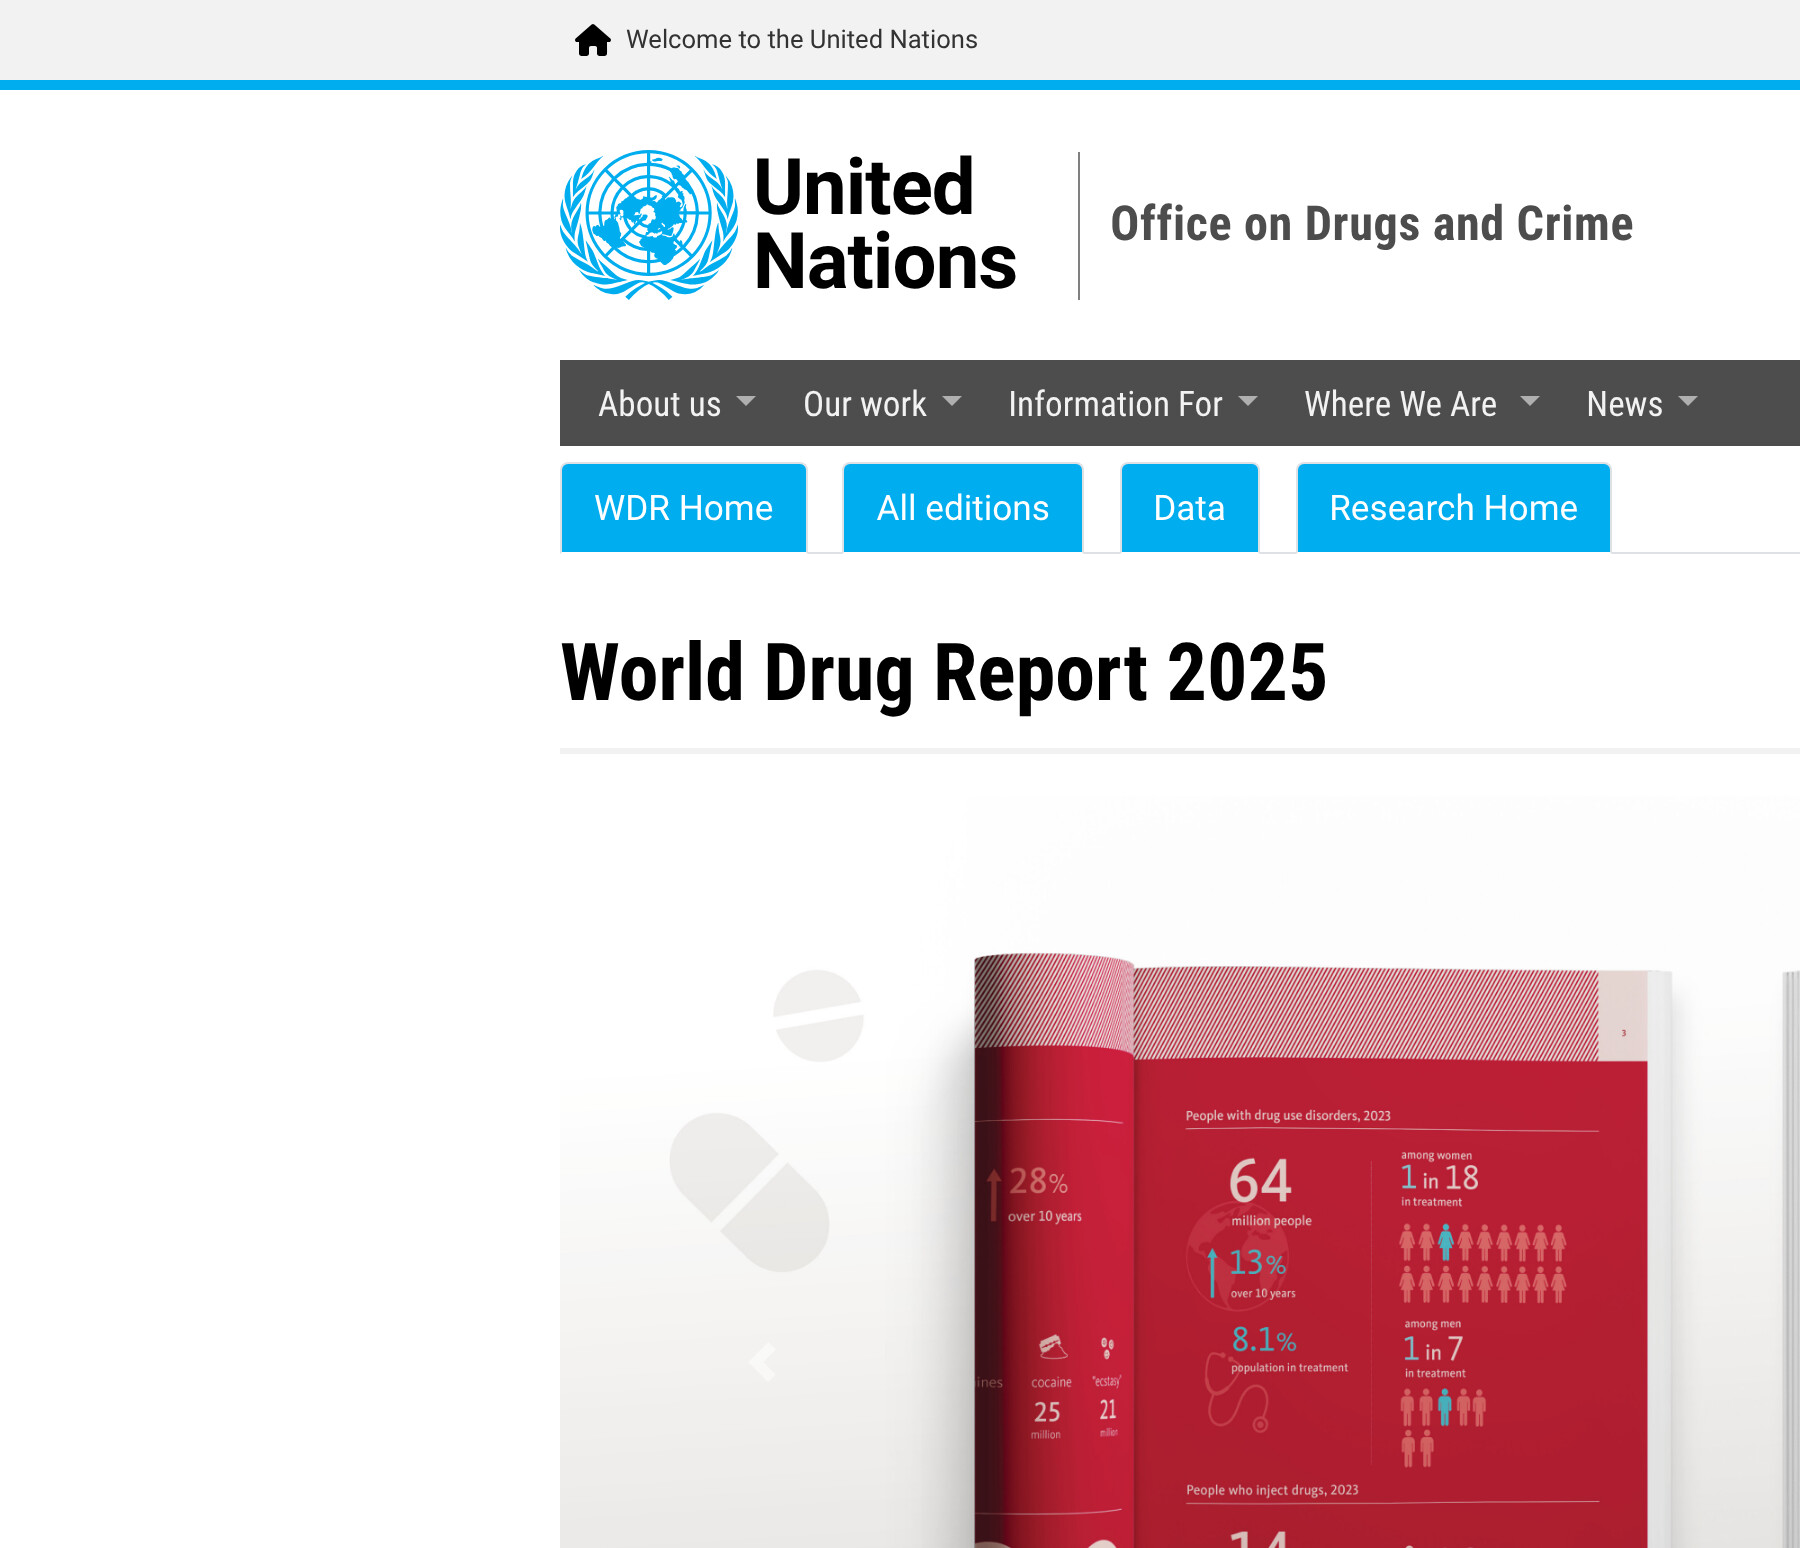 Welcome to the United Nations
United
Nations
Office on Drugs and Crime
About us
Our work
Information For
Where We Are
News
WDR Home
All editions
Data
Research Home
World Drug Report 2025
3
People with drug use disorders, 2023
64
million people
13%
over 10 years
8.1%
population in treatment
among women
1 in 18
in treatment
among men
1 in 7
in treatment
People who inject drugs, 2023
14
28%
over 10 years
ines
cocaine
"ecstasy"
25
21
million
million